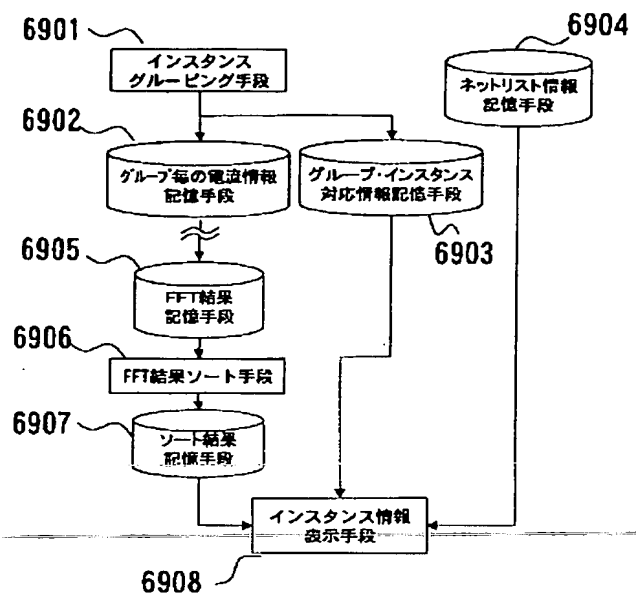 6901
インスタンス
グルーピング手段
6904
ネットリスト情報
記憶手段
6902
グループ毎の電流情報
記憶手段
グループ・インスタンス
対応情報記憶手段
6903
6905
FFT結果
記憶手段
6906
FFT結果ソート手段
6907
ソート結果
記憶手段
インスタンス情報
表示手段
6908